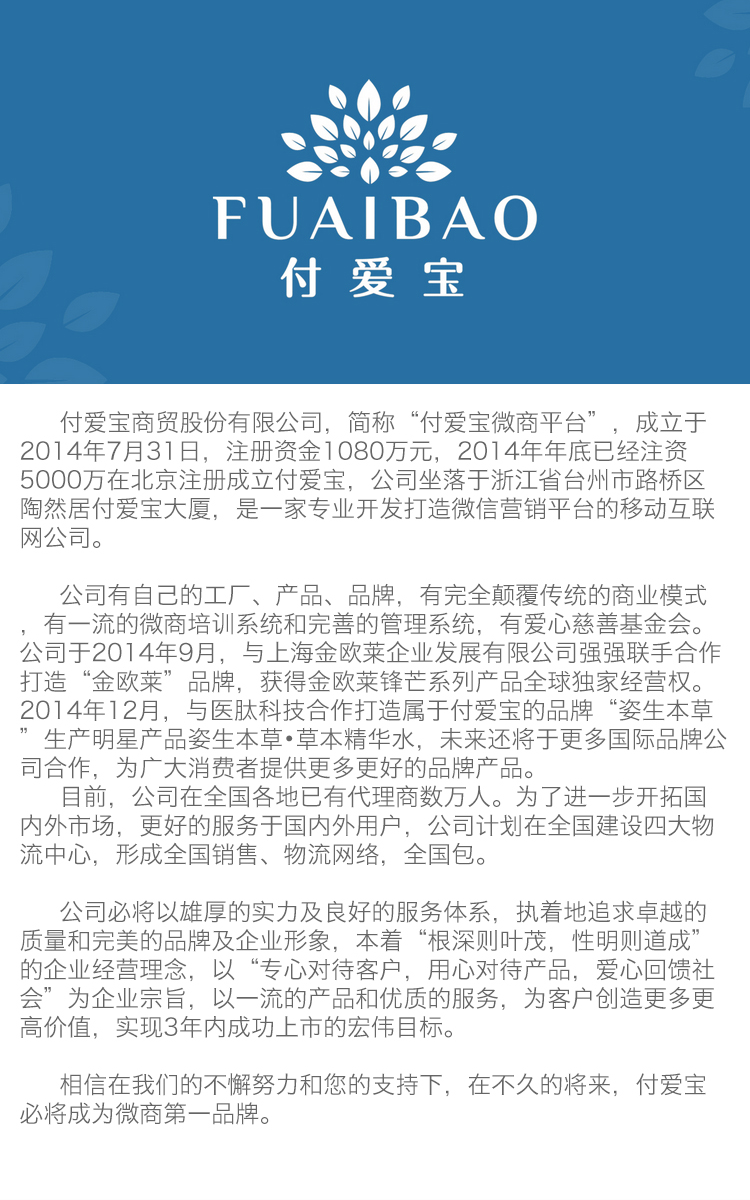 FUAIBAO
付爱宝
付爱宝商贸股份有限公司，简称“付爱宝微商平台”，成立于
2014年7月31日，注册资金1080万元，2014年年底已经注资
5000万在北京注册成立付爱宝，公司坐落于浙江省台州市路桥区
陶然居付爱宝大厦，是一家专业开发打造微信营销平台的移动互联
网公司。
公司有自己的工厂、产品、品牌，有完全颠覆传统的商业模式
，有一流的微商培训系统和完善的管理系统，有爱心慈善基金会。
公司于2014年9月，与上海金欧莱企业发展有限公司强强联手合作
打造“金欧莱”品牌，获得金欧莱锋芒系列产品全球独家经营权。
2014年12月，与医肽科技合作打造属于付爱宝的品牌“姿生本草
”生产明星产品姿生本草•草本精华水，未来还将于更多国际品牌公
司合作，为广大消费者提供更多更好的品牌产品。
目前，公司在全国各地已有代理商数万人。为了进一步开拓国
内外市场，更好的服务于国内外用户，公司计划在全国建设四大物
流中心，形成全国销售、物流网络，全国包。
公司必将以雄厚的实力及良好的服务体系，执着地追求卓越的
质量和完美的品牌及企业形象，本着“根深则叶茂，性明则道成”
的企业经营理念，以“专心对待客户，用心对待产品，爱心回馈社
会”为企业宗旨，以一流的产品和优质的服务，为客户创造更多更
高价值，实现3年内成功上市的宏伟目标。
相信在我们的不懈努力和您的支持下，在不久的将来，付爱宝
必将成为微商第一品牌。